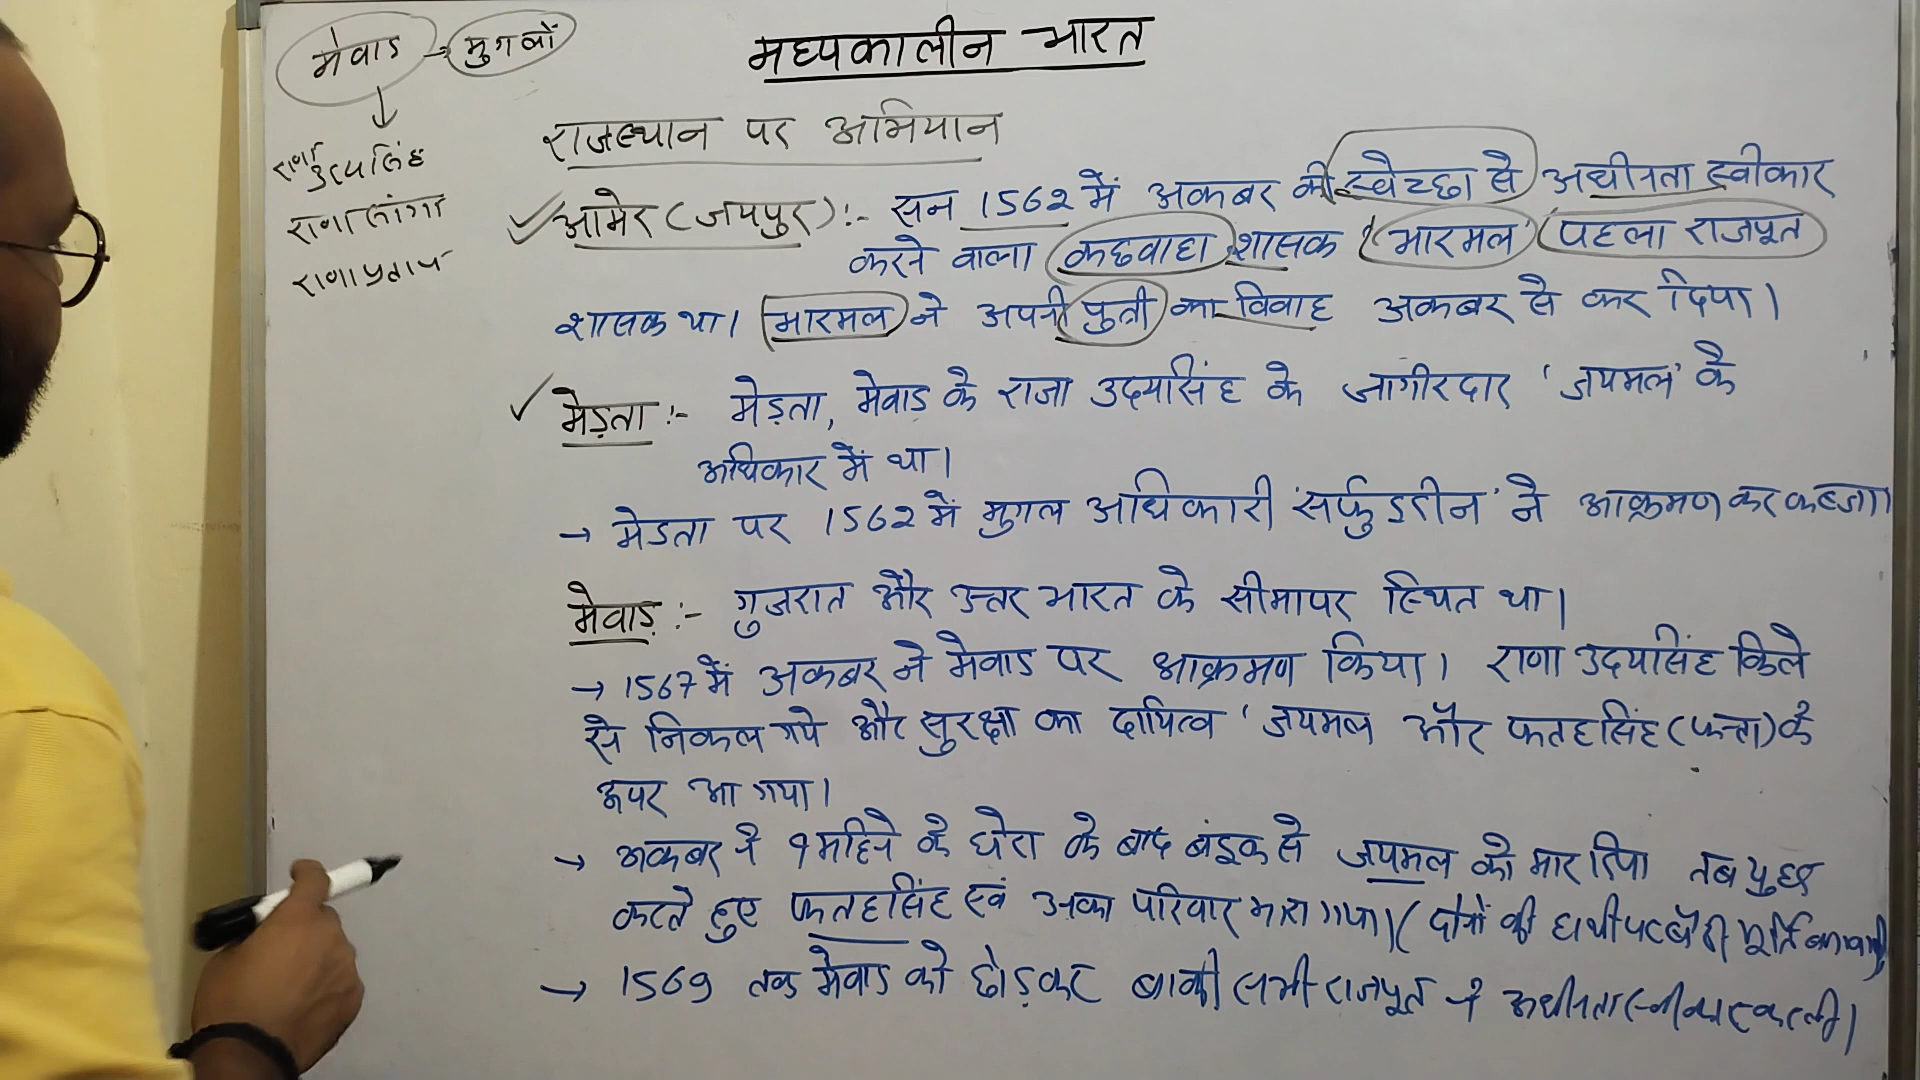 मेवाड → मुगलों
मध्यकालीन भारत
राणा उदयसिंह
राणा सांगा
राणा प्रताप
राजस्थान पर अभियान
आमेर (जयपुर) :- सन 1562 में अकबर की स्वेच्छा से अधीनता स्वीकार
करने वाला कछवाहा शासक 'भारमल' पहला राजपूत
शासक था। भारमल ने अपनी पुत्री का विवाह अकबर से कर दिया।
मेड़ता :- मेड़ता, मेवाड के राजा उदयसिंह के जागीरदार 'जयमल' के
अधिकार में था।
→ मेडता पर 1562 में मुगल अधिकारी 'सर्फुद्दीन' ने आक्रमण कर कब्जा।
मेवाड़ :- गुजरात और उत्तर भारत के सीमापर स्थित था।
→ 1567 में अकबर ने मेवाड पर आक्रमण किया। राणा उदयसिंह किले
से निकल गये और सुरक्षा का दायित्व 'जयमल और फतहसिंह (फत्ता) के
ऊपर आ गया।
→ अकबर ने महिने के घेरा के बाद बंदूक से जयमल को मार दिया तब युद्ध
करते हुए फतहसिंह एवं उनका परिवार मारा गया। (दोनों की हाथी पर बैठी मूर्ति बनवायी
→ 1569 तक मेवाड को छोड़कर बाकी सभी राजपूत ने अधीनता स्वीकार कर ली।